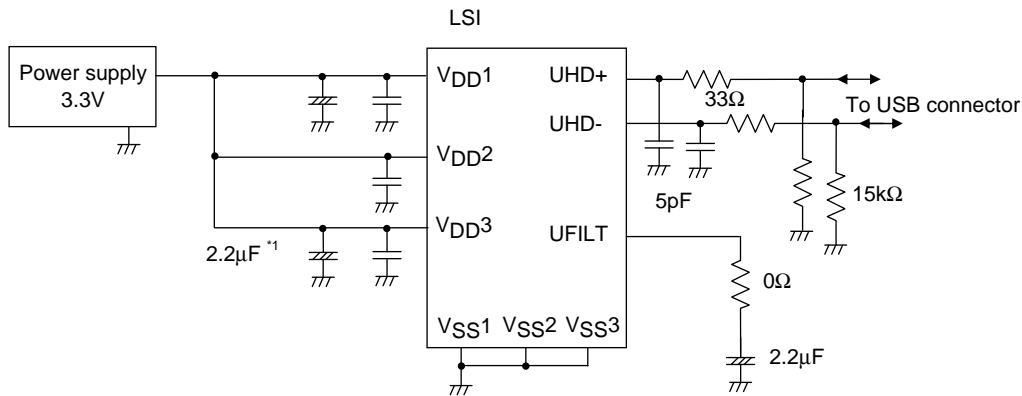 LSI
Power supply
3.3V
VDD1
VDD2
VDD3
2.2μF *1
UHD+
UHD-
UFILT
VSS1 VSS2 VSS3
33Ω
To USB connector
5pF
15kΩ
0Ω
2.2μF